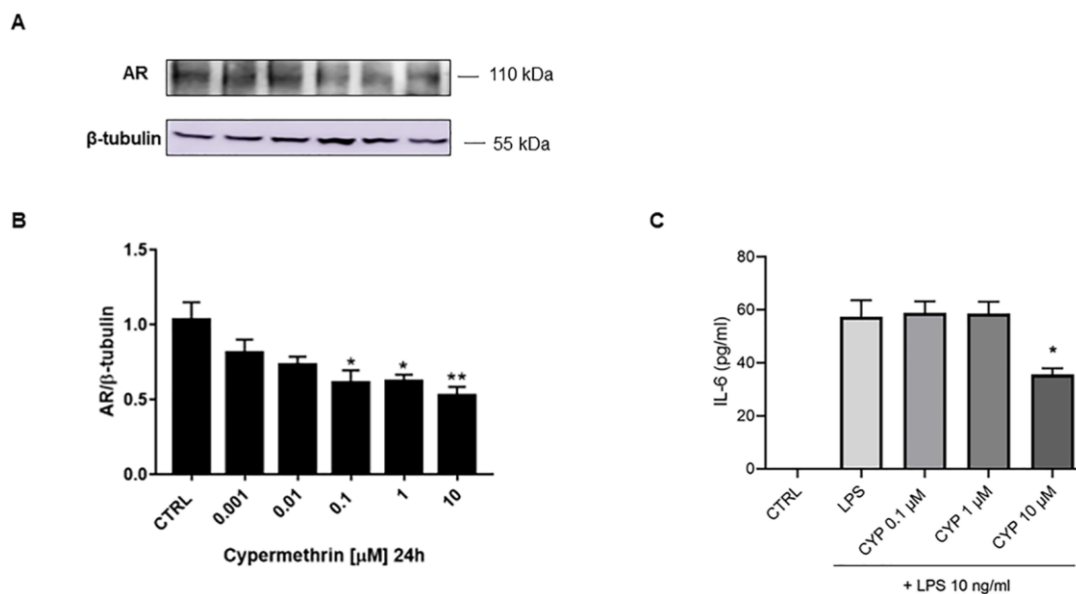 A
AR
110 kDa
β-tubulin
55 kDa
B
1.5
1.0
0.5
0.0
AR/β-tubulin
*
*
**
CTRL
0.001
0.01
0.1
1
10
Cypermethrin [μM] 24h
C
80
60
40
20
0
IL-6 (pg/ml)
*
CTRL
LPS
CYP 0.1 μM
CYP 1 μM
CYP 10 μM
+ LPS 10 ng/ml